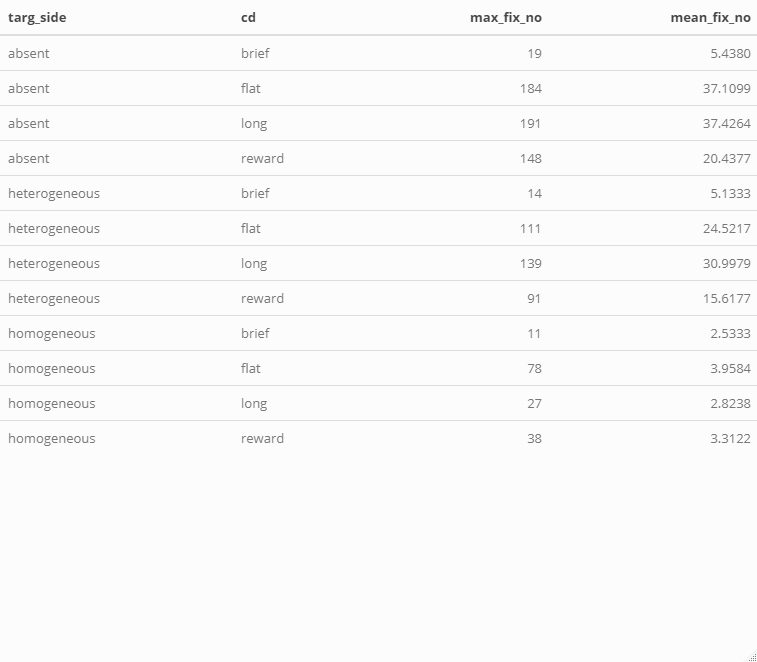 targ_side cd max_fix_no mean_fix_no
absent brief 19 5.4380
absent flat 184 37.1099
absent long 191 37.4264
absent reward 148 20.4377
heterogeneous brief 14 5.1333
heterogeneous flat 111 24.5217
heterogeneous long 139 30.9979
heterogeneous reward 91 15.6177
homogeneous brief 11 2.5333
homogeneous flat 78 3.9584
homogeneous long 27 2.8238
homogeneous reward 38 3.3122